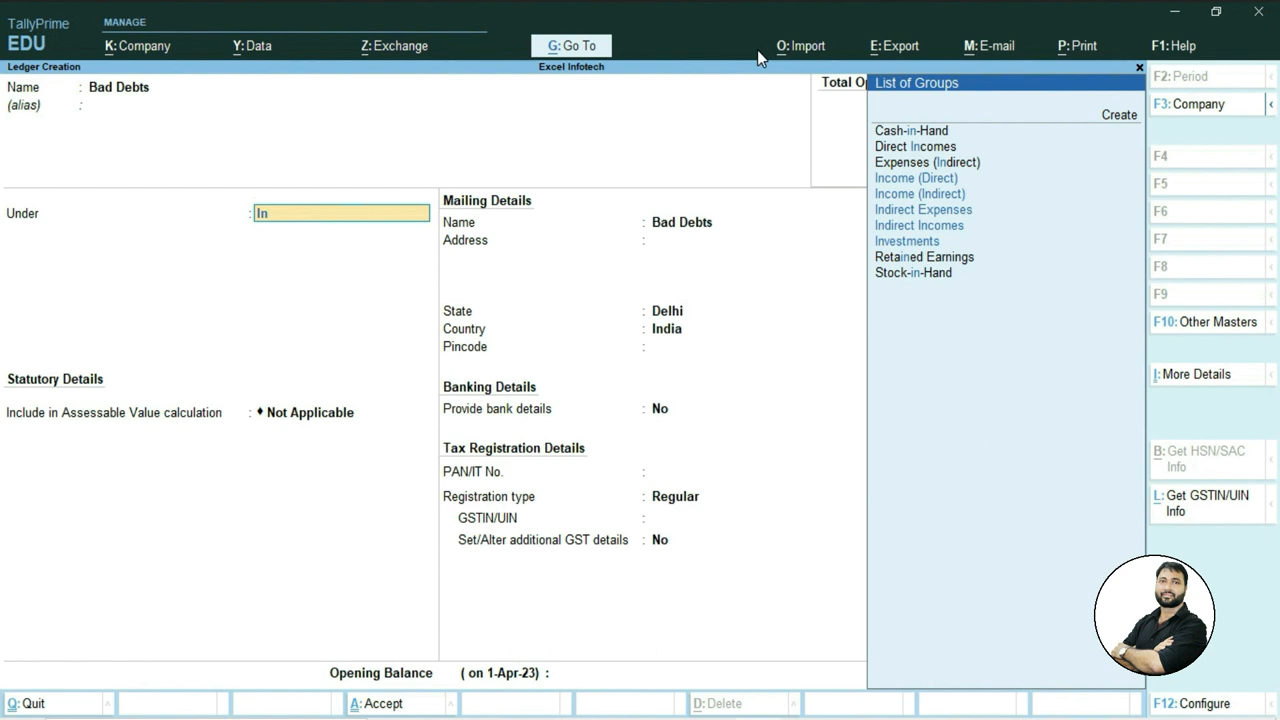 TallyPrime
EDU
MANAGE
K: Company
Y: Data
Z: Exchange
G: Go To
O: Import
E: Export
M: E-mail
P: Print
F1: Help
Ledger Creation
Excel Infotech
Name : Bad Debts
(alias) :
Total Op
Under : In
Mailing Details
Name : Bad Debts
Address :
State : Delhi
Country : India
Pincode :
Statutory Details
Include in Assessable Value calculation : ♦ Not Applicable
Banking Details
Provide bank details : No
Tax Registration Details
PAN/IT No. :
Registration type : Regular
GSTIN/UIN :
Set/Alter additional GST details : No
Opening Balance ( on 1-Apr-23) :
List of Groups
Create
Cash-in-Hand
Direct Incomes
Expenses (Indirect)
Income (Direct)
Income (Indirect)
Indirect Expenses
Indirect Incomes
Investments
Retained Earnings
Stock-in-Hand
F2: Period
F3: Company
F4
F5
F6
F7
F8
F9
F10: Other Masters
I: More Details
B: Get HSN/SAC
Info
L: Get GSTIN/UIN
Info
Q: Quit
A: Accept
D: Delete
F12: Configure